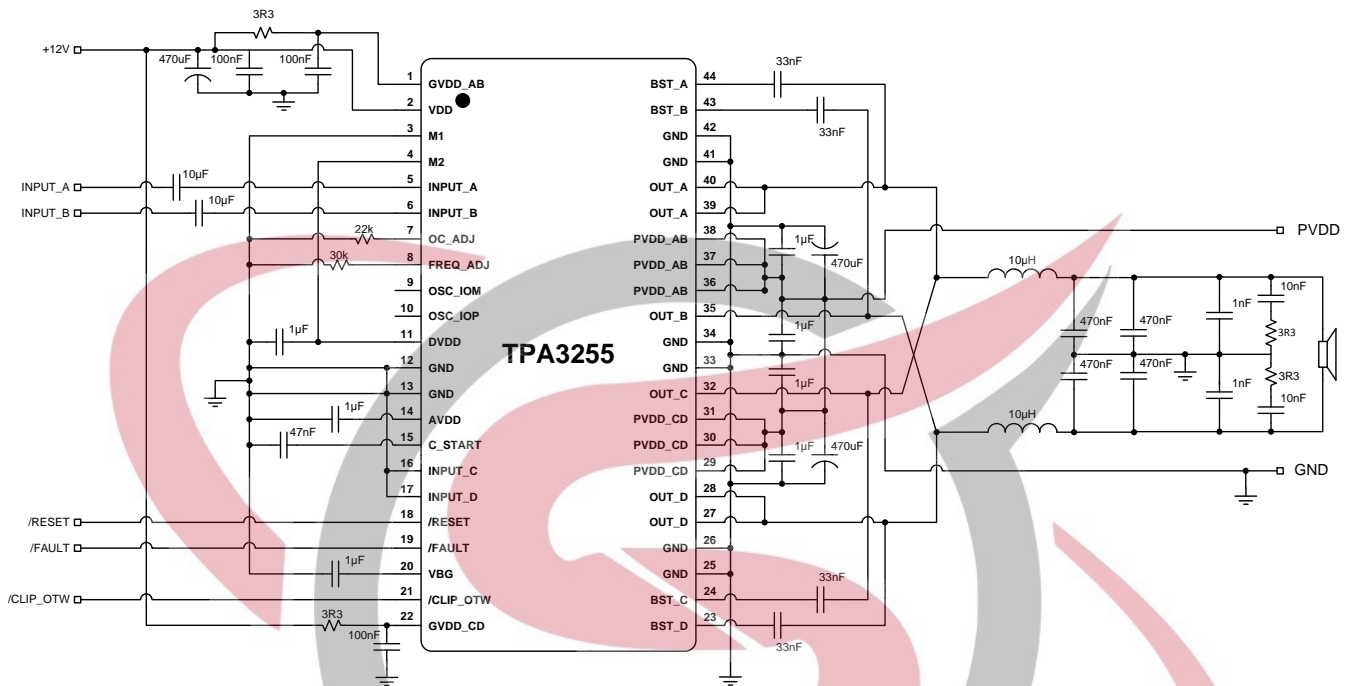 3R3
+12V
470uF 100nF 100nF
33nF
1 GVDD_AB BST_A 44
2 VDD BST_B 43
33nF
3 M1 GND 42
4 M2 GND 41
INPUT_A 10µF 5 INPUT_A OUT_A 40
INPUT_B 10µF 6 INPUT_B OUT_A 39
22k 7 OC_ADJ PVDD_AB 38 1µF PVDD
30k 8 FREQ_ADJ PVDD_AB 37 470uF 10µH
9 OSC_IOM PVDD_AB 36 10nF
10 OSC_IOP OUT_B 35 1nF
470nF 470nF
1µF 11 DVDD GND 34 1µF 3R3
TPA3255
12 GND GND 33
470nF 470nF 3R3
13 GND OUT_C 32 1µF 1nF 10nF
1µF 14 AVDD PVDD_CD 31 10µH
47nF 15 C_START PVDD_CD 30 1µF 470uF
16 INPUT_C PVDD_CD 29 GND
17 INPUT_D OUT_D 28
/RESET 18 /RESET OUT_D 27
/FAULT 19 /FAULT GND 26
1µF 20 VBG GND 25
33nF
/CLIP_OTW 21 /CLIP_OTW BST_C 24
3R3 22 GVDD_CD BST_D 23
100nF 33nF